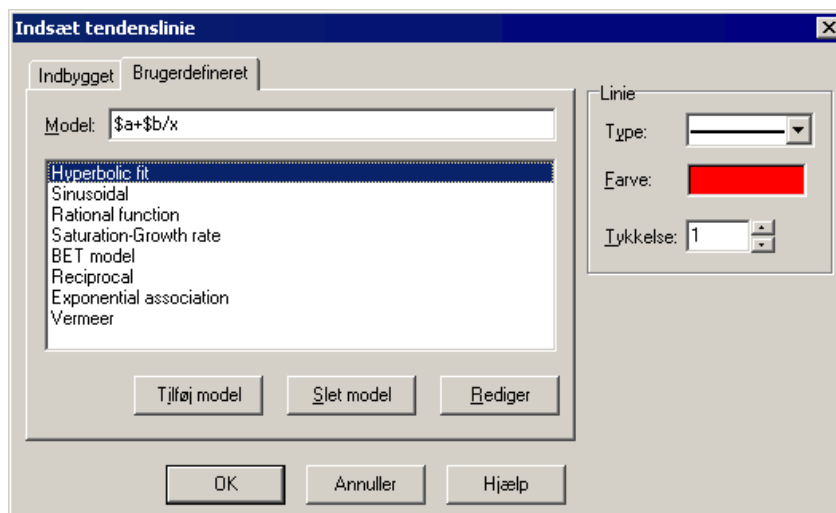 Indsæt tendenslinie
Indbygget
Brugerdefineret
Model: $a+$b/x
Hyperbolic fit
Sinusoidal
Rational function
Saturation-Growth rate
BET model
Reciprocal
Exponential association
Vermeer
Tilføj model
Slet model
Rediger
Linie
Type:
Farve:
Tykkelse: 1
OK
Annuller
Hjælp